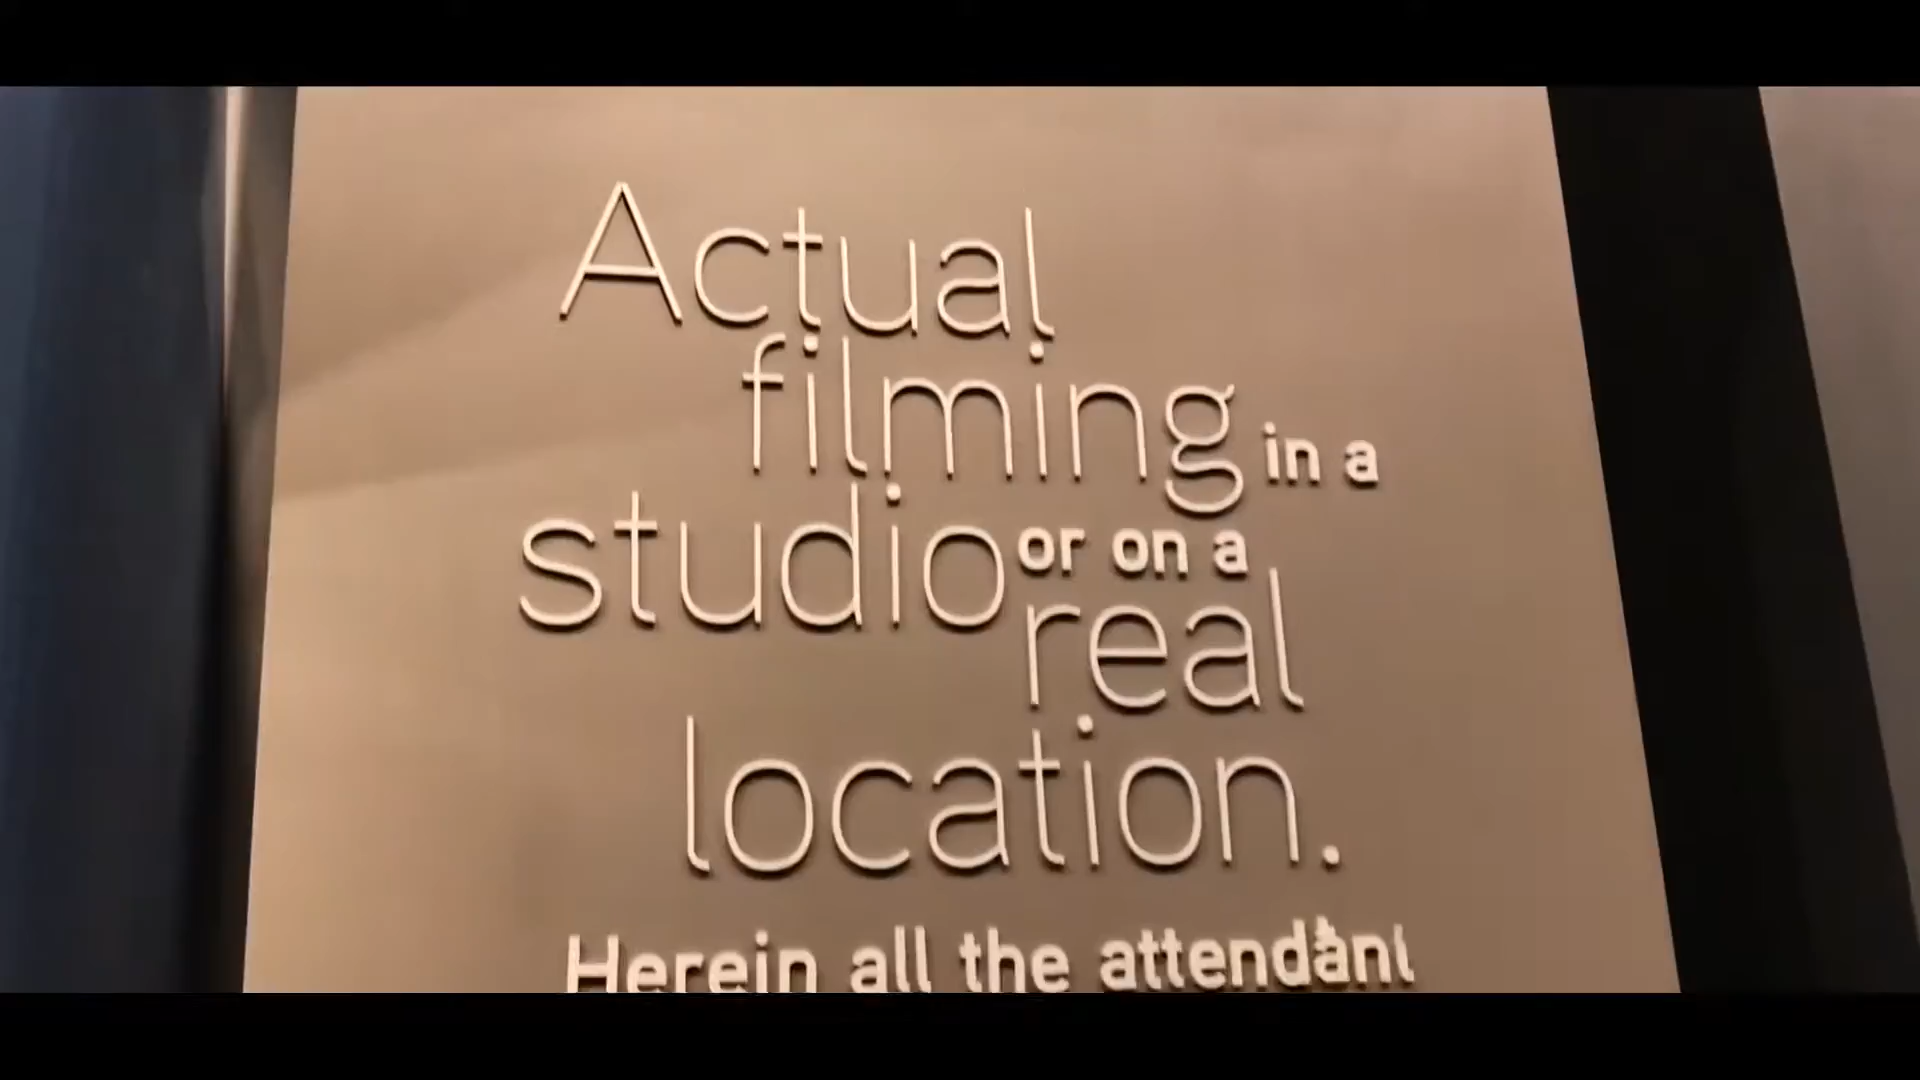 Actual
filming in a
studio or on a
real
location.
Herein all the attendant